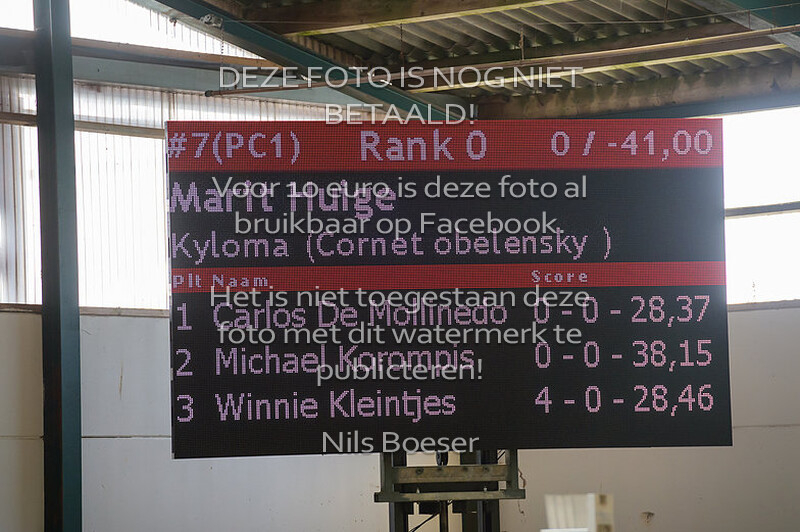 DEZE FOTO IS NOG NIET
BETAALD!
#7(PC1) Rank 0 0 / -41,00
Marit Huige
Voor 10 euro is deze foto al
bruikbaar op Facebook.
Kyloma (Cornet obelensky )
Plt Naam Score
Het is niet toegestaan deze
1 Carlos De Mollinedo 0 - 0 - 28,37
foto met dit watermerk te
2 Michael Korompis 0 - 0 - 38,15
publiceren!
3 Winnie Kleintjes 4 - 0 - 28,46
Nils Boeser